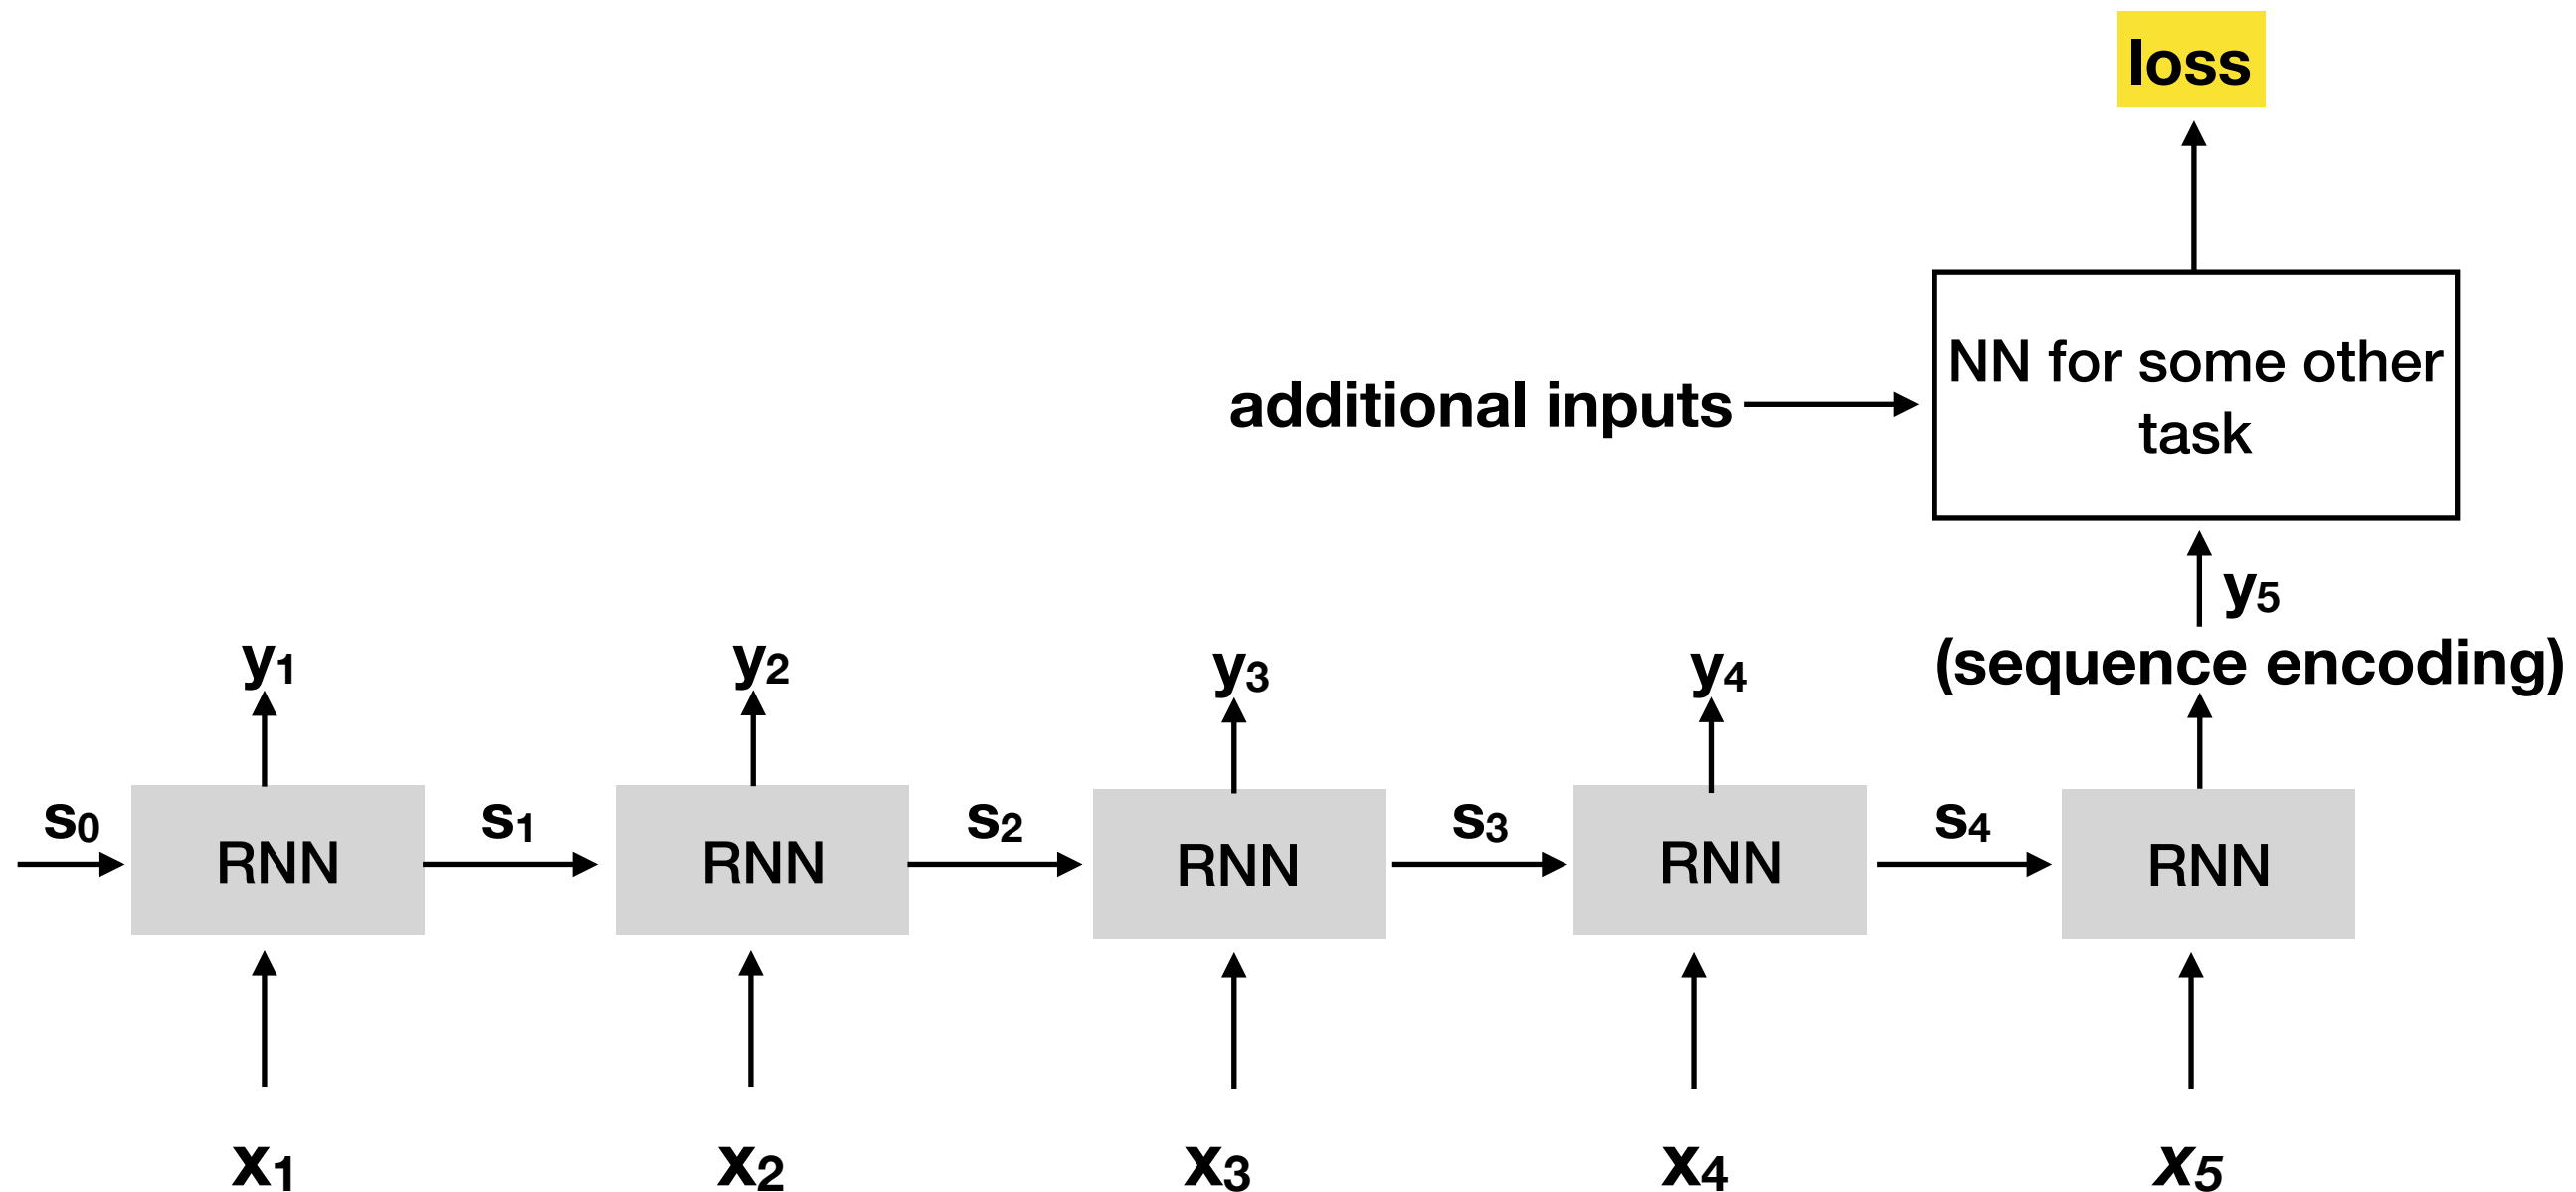 loss
NN for some other
task
additional inputs
y₅
(sequence encoding)
y₁
y₂
y₃
y₄
s₀
RNN
s₁
RNN
s₂
RNN
s₃
RNN
s₄
RNN
x₁
x₂
x₃
x₄
x₅